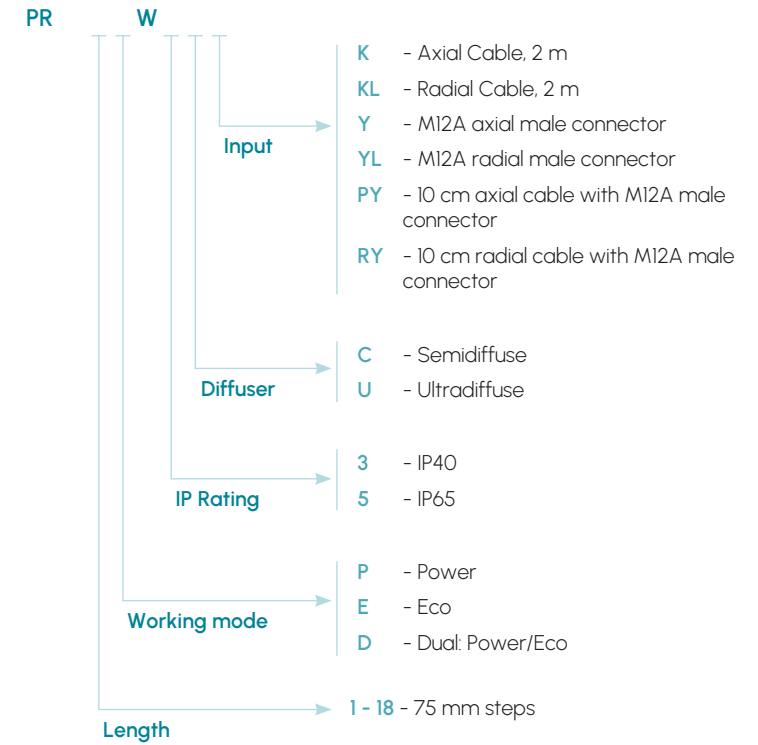 PR W
K - Axial Cable, 2 m
KL - Radial Cable, 2 m
Y - M12A axial male connector
Input
YL - M12A radial male connector
PY - 10 cm axial cable with M12A male
connector
RY - 10 cm radial cable with M12A male
connector
C - Semidiffuse
Diffuser
U - Ultradiffuse
3 - IP40
IP Rating
5 - IP65
P - Power
E - Eco
Working mode
D - Dual: Power/Eco
1 - 18 - 75 mm steps
Length